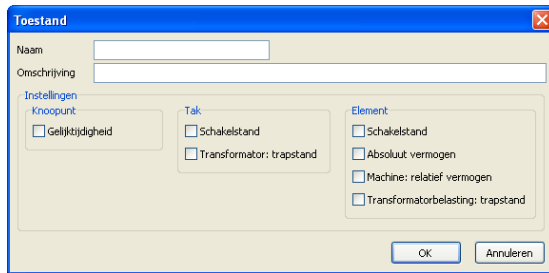 Toestand
Naam
Omschrijving
Instellingen
Knoopunt
Gelijktijdigheid
Tak
Schakelstand
Transformator: trapstand
Element
Schakelstand
Absoluut vermogen
Machine: relatief vermogen
Transformatorbelasting: trapstand
OK
Annuleren